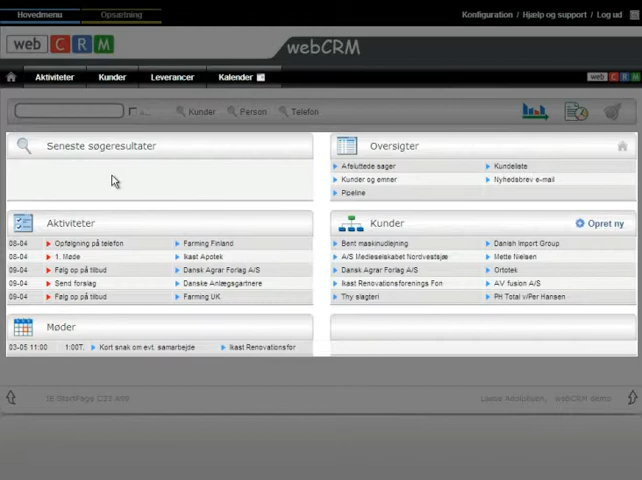 Hovedmenu Opsætning Konfiguration / Hjælp og support / Log ud
web C R M webCRM
Aktiviteter Kunder Leverancer Kalender web C R M
Kunder Person Telefon
Seneste søgeresultater
Oversigter
Afsluttede sager Kundeliste
Kunder og emner Nyhedsbrev e-mail
Pipeline
Aktiviteter
08-04 Opfølgning på telefon Farming Finland
08-04 1. Møde Ikast Apotek
09-04 Følg op på tilbud Dansk Agrar Forlag A/S
09-04 Send forslag Danske Anlægsgartnere
09-04 Følg op på tilbud Farming UK
Kunder Opret ny
Bent maskinudlejning Danish Import Group
A/S Medieselskabet Nordvestsjæ Mette Nielsen
Dansk Agrar Forlag A/S Ortotek
Ikast Renovationsforenings Fon AV fusion A/S
Thy slagteri PH Total v/Per Hansen
Møder
03-05 11:00 1:00T. Kort snak om evt. samarbejde Ikast Renovationsfor
webCRM demo